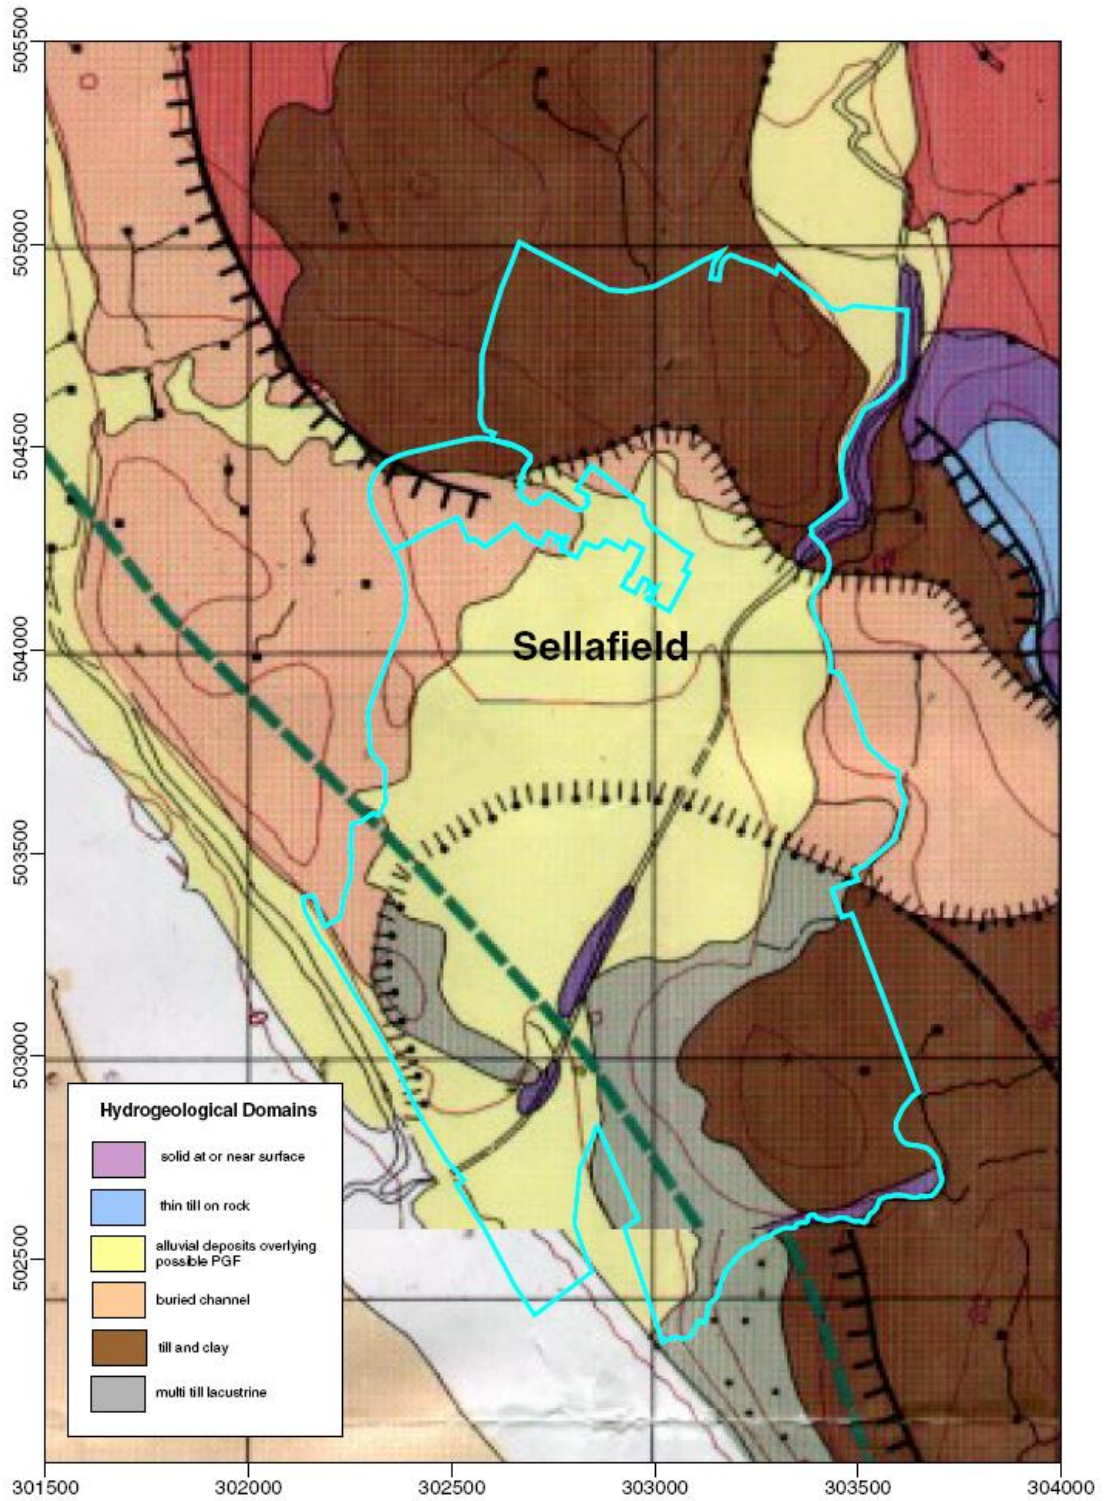 505500
505000
504500
504000
503500
503000
502500
Sellafield
Hydrogeological Domains
solid at or near surface
thin till on rock
alluvial deposits overlying
possible PGF
buried channel
till and clay
multi till lacustrine
301500
302000
302500
303000
303500
304000